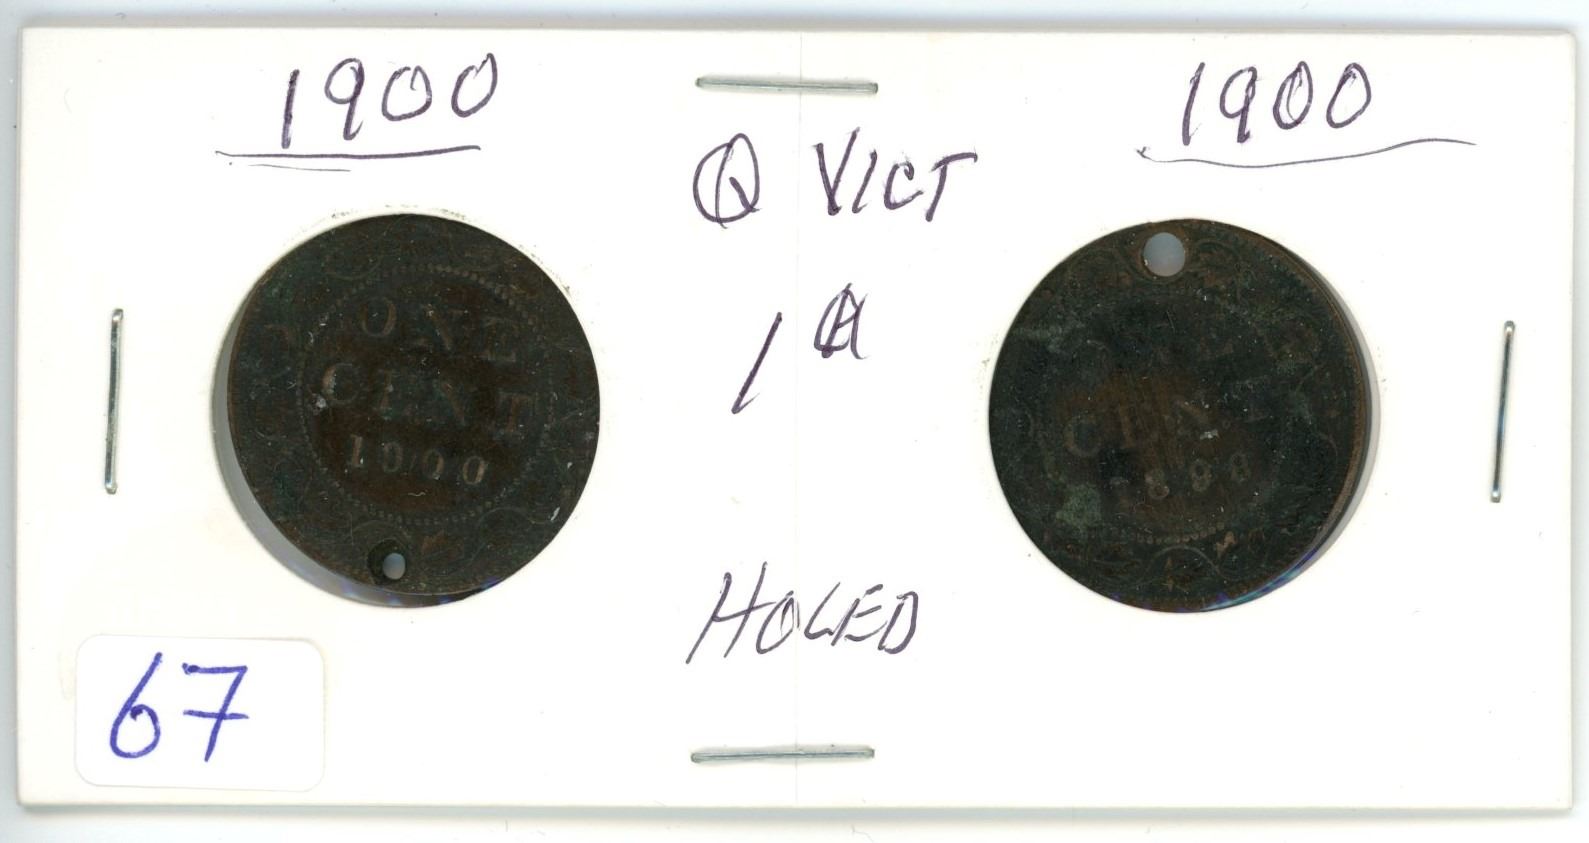 1900
1900
Q VICT
1¢
HOLED
67
ONE
CENT
1900
CENT